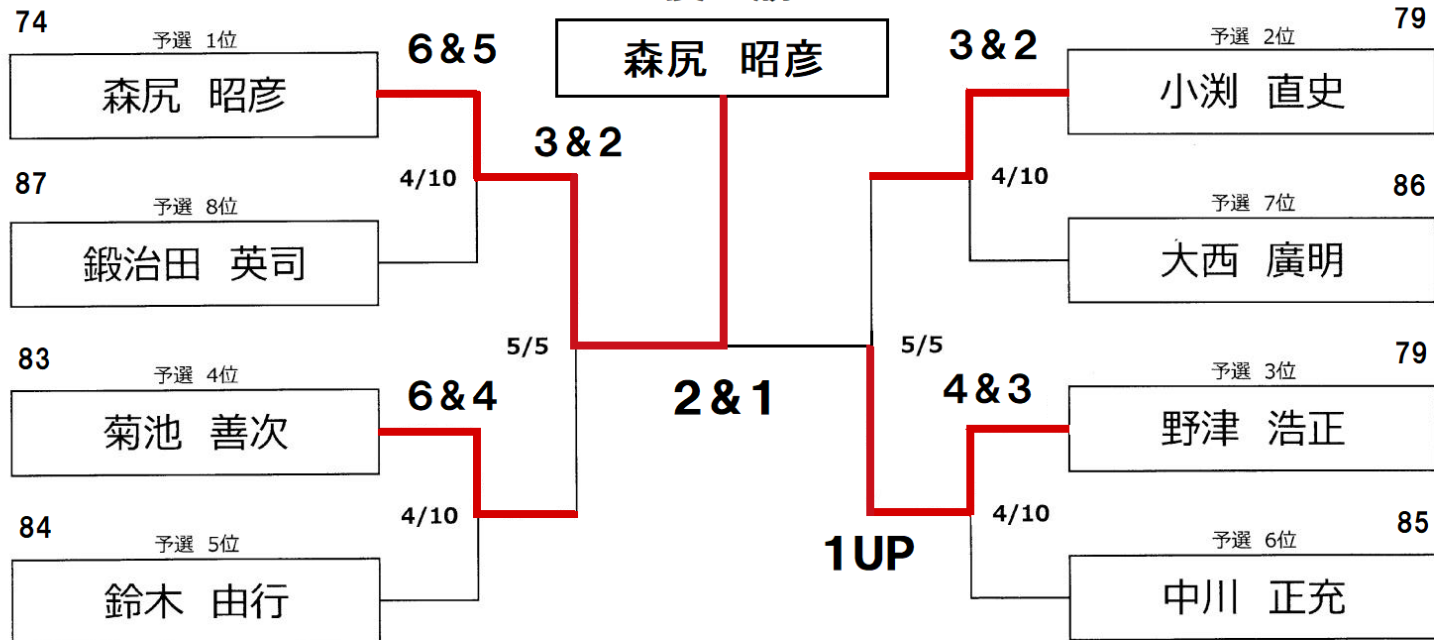 74
79
予選 1位
6&5
森尻 昭彦
3&2
予選 2位
森尻 昭彦
小渕 直史
3&2
87
4/10
4/10
86
予選 8位
予選 7位
鍛治田 英司
大西 廣明
5/5
5/5
83
79
予選 4位
6&4
2&1
4&3
予選 3位
菊池 善次
野津 浩正
84
4/10
4/10
85
予選 5位
1UP
予選 6位
鈴木 由行
中川 正充